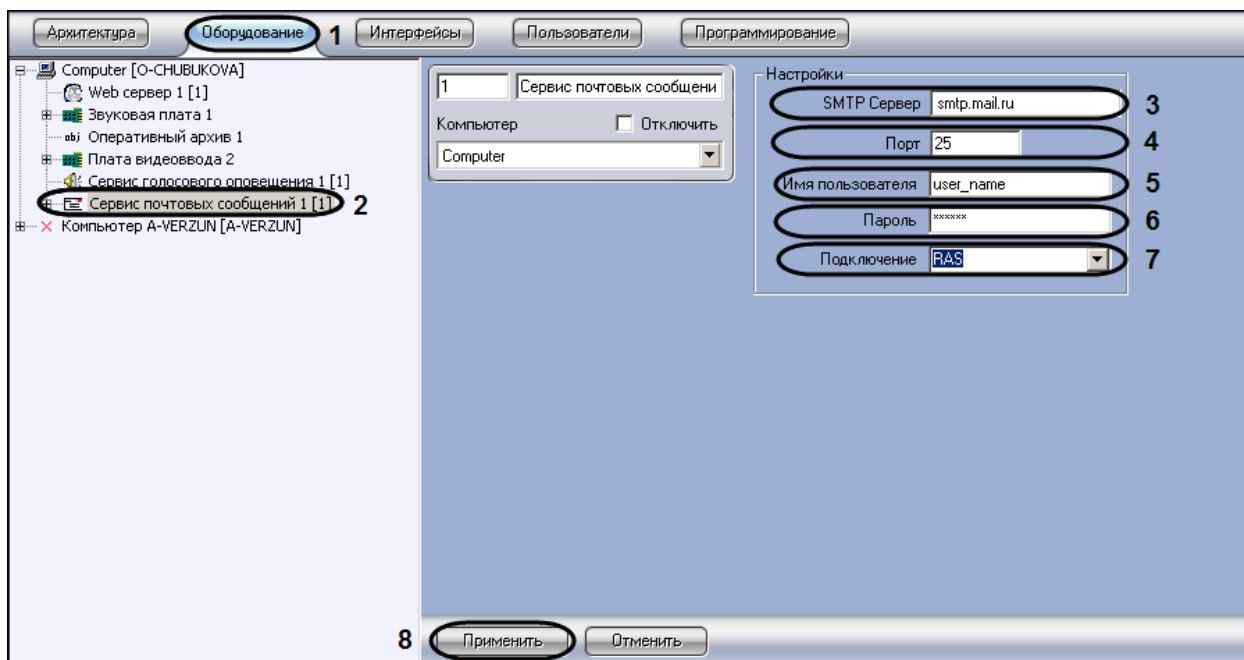 Архитектура Оборудование 1 Интерфейсы Пользователи Программирование
Computer [O-CHUBUKOVA]
Web сервер 1 [1]
Звуковая плата 1
obj Оперативный архив 1
Плата видеоввода 2
Сервис голосового оповещения 1 [1]
Сервис почтовых сообщений 1 [1] 2
Компьютер A-VERZUN [A-VERZUN]
1 Сервис почтовых сообщени
Компьютер Отключить
Computer
Настройки
SMTP Сервер smtp.mail.ru 3
Порт 25 4
Имя пользователя user_name 5
Пароль ****** 6
Подключение RAS 7
8 Применить Отменить